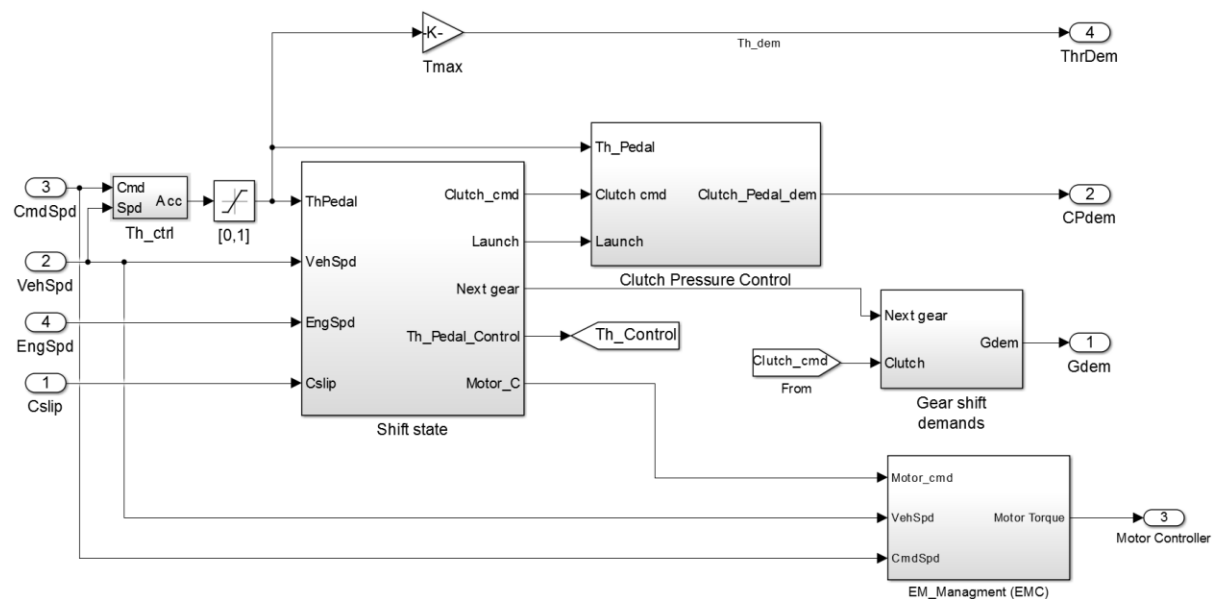 -K-
Tmax
Th_dem
4
ThrDem
3
CmdSpd
Cmd
Spd
Acc
Th_ctrl
[0,1]
2
VehSpd
4
EngSpd
1
Cslip
ThPedal
VehSpd
EngSpd
Cslip
Clutch_cmd
Launch
Next gear
Th_Pedal_Control
Motor_C
Shift state
Th_Pedal
Clutch cmd
Launch
Clutch_Pedal_dem
Clutch Pressure Control
2
CPdem
Th_Control
Clutch_cmd
From
Next gear
Clutch
Gdem
Gear shift
demands
1
Gdem
Motor_cmd
VehSpd
CmdSpd
Motor Torque
EM_Managment (EMC)
3
Motor Controller